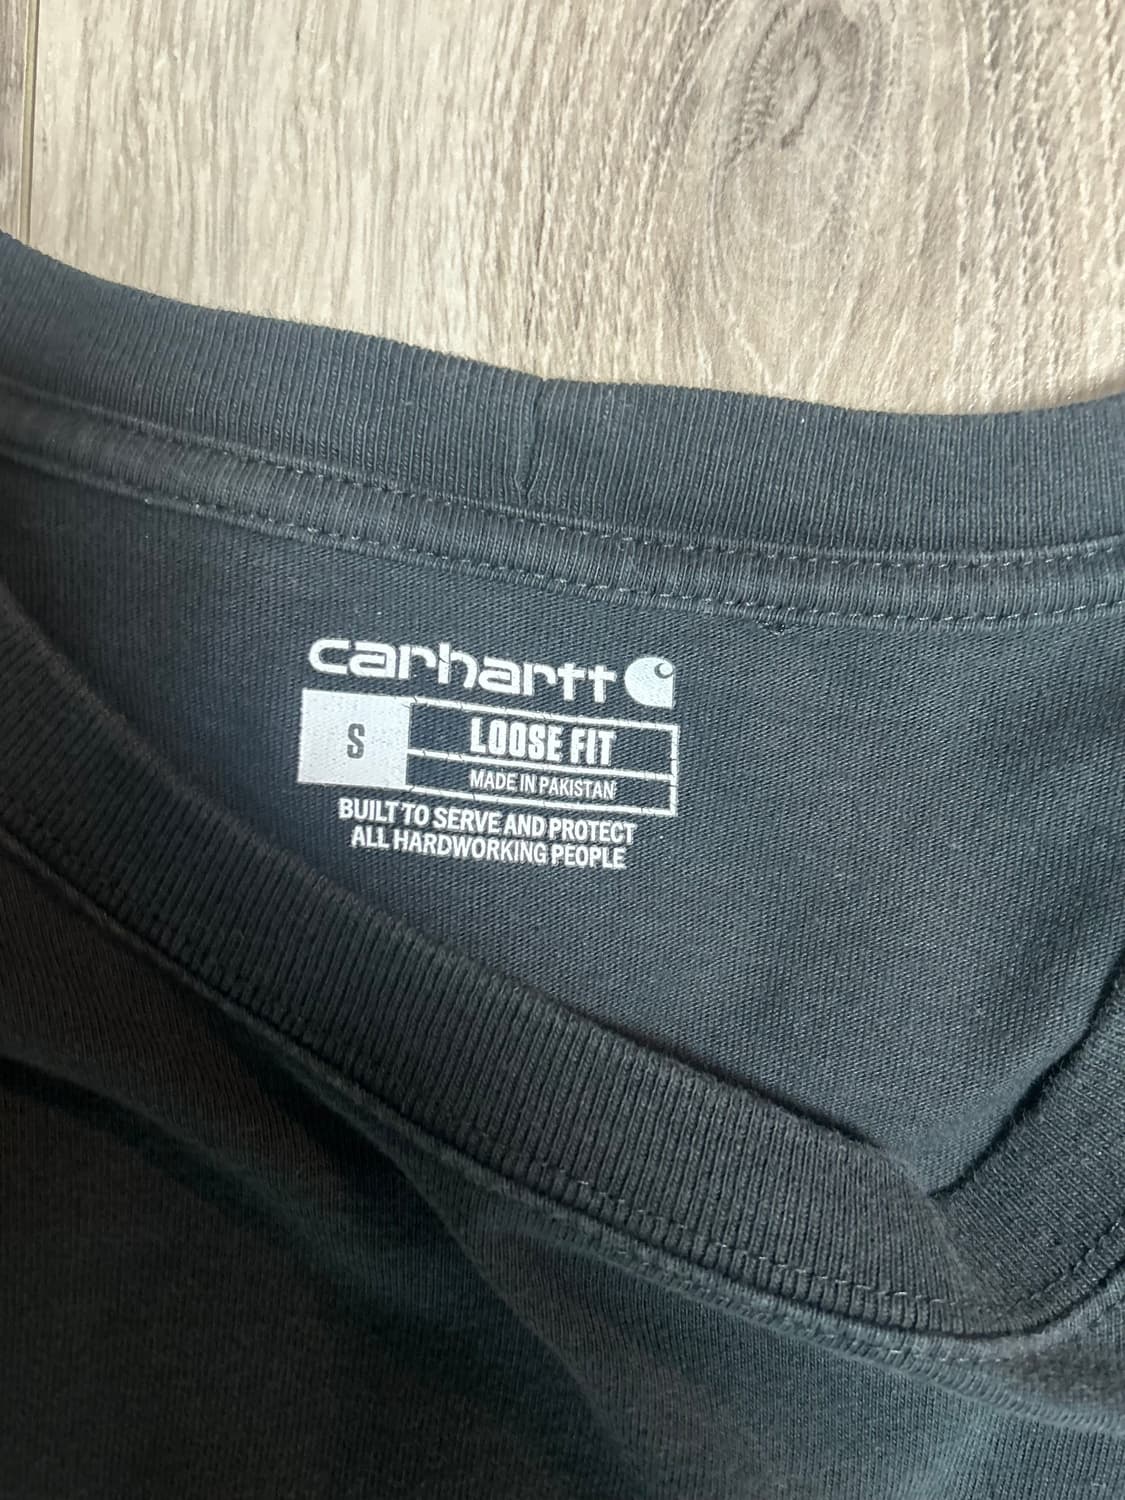 carhartt
S
LOOSE FIT
MADE IN PAKISTAN
BUILT TO SERVE AND PROTECT
ALL HARDWORKING PEOPLE